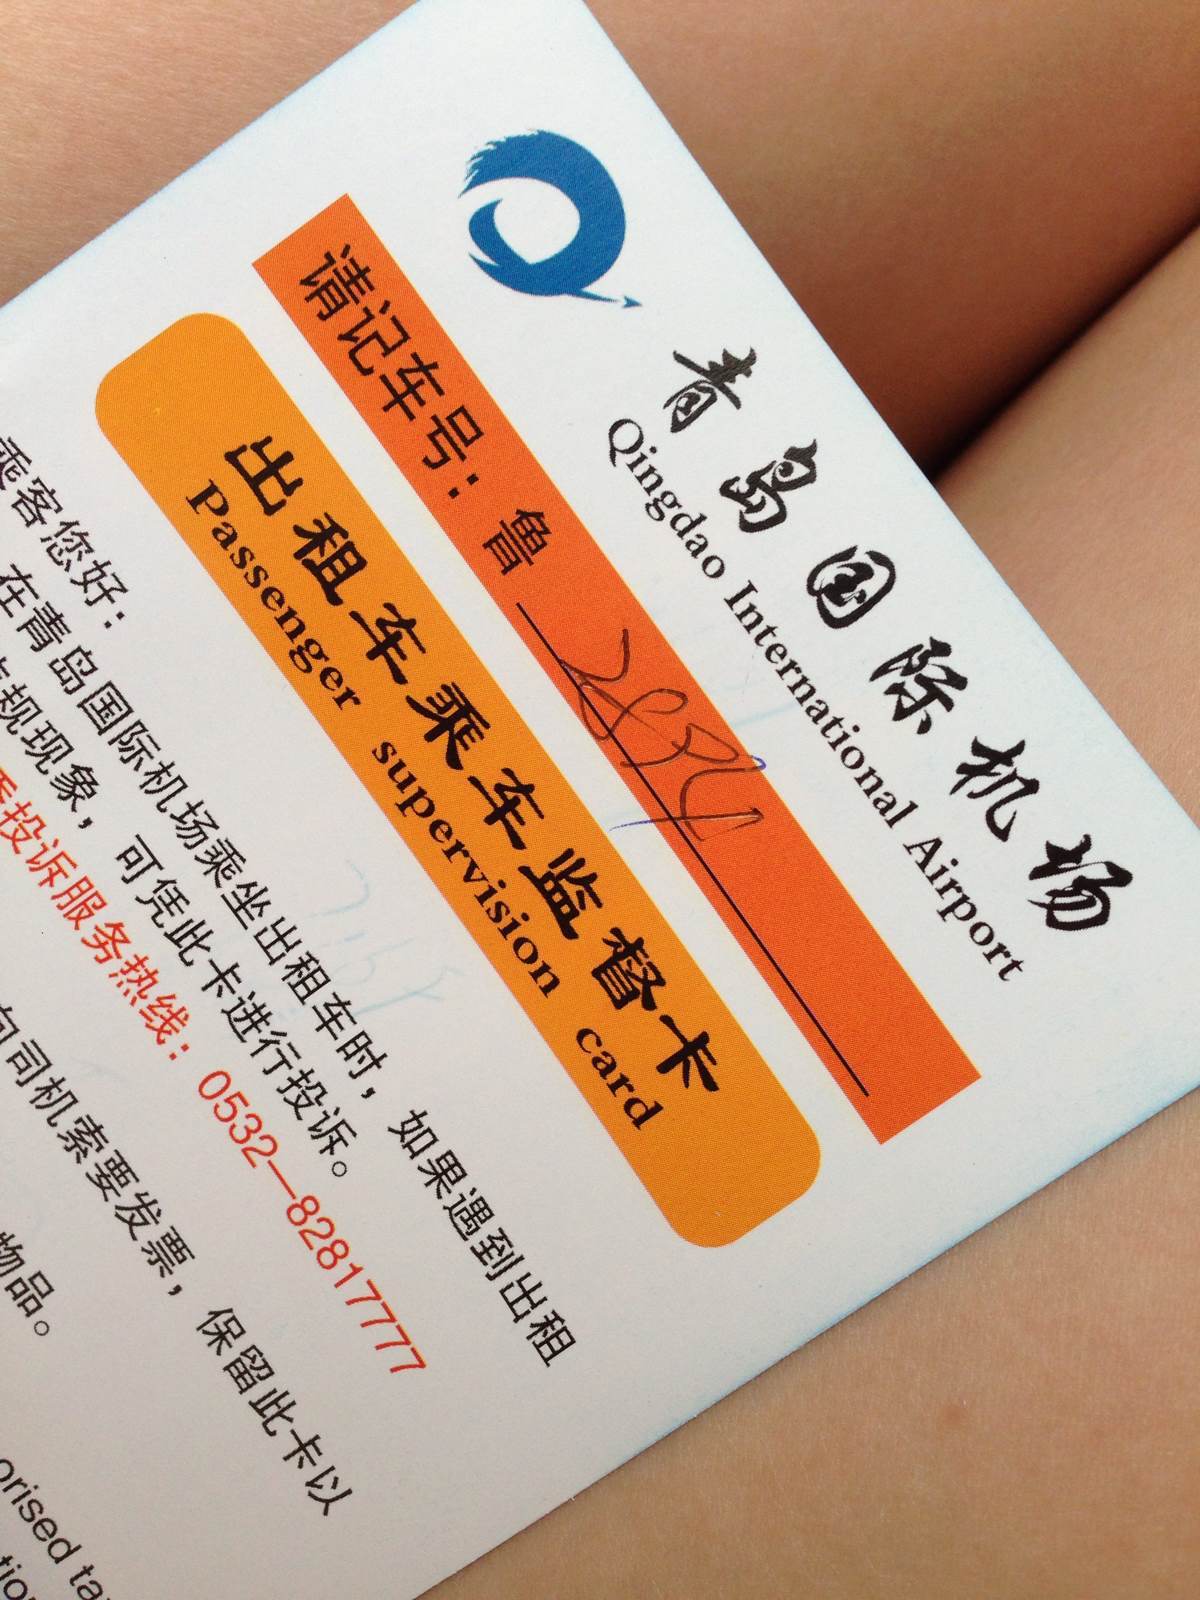 青岛国际机场
Qingdao International Airport
请记车号：鲁
出租车乘车监督卡
Passenger supervision card
乘客您好：
在青岛国际机场乘坐出租车时，如果遇到出租
规现象，可凭此卡进行投诉。
投诉服务热线：0532—82817777
向司机索要发票，保留此卡以
物品。
orised ta
tion